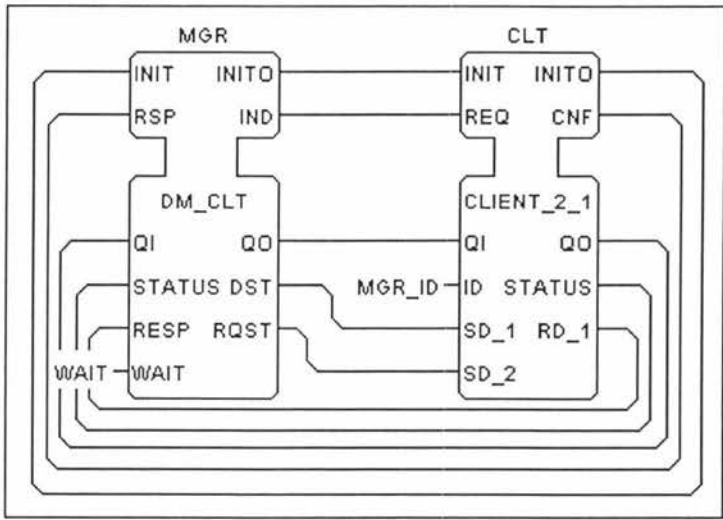 MGR CLT
INIT INITO INIT INITO
RSP IND REQ CNF
DM_CLT CLIENT_2_1
QI QO QI QO
STATUS DST MGR_ID ID STATUS
RESP RQST SD_1 RD_1
WAIT WAIT SD_2